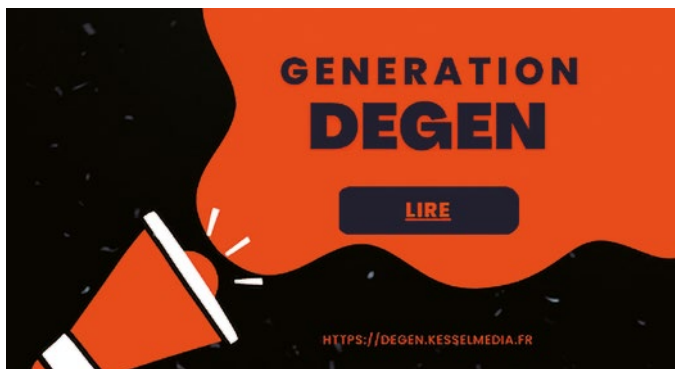 GENERATION
DEGEN
LIRE
HTTPS://DEGEN.KESSELMEDIA.FR